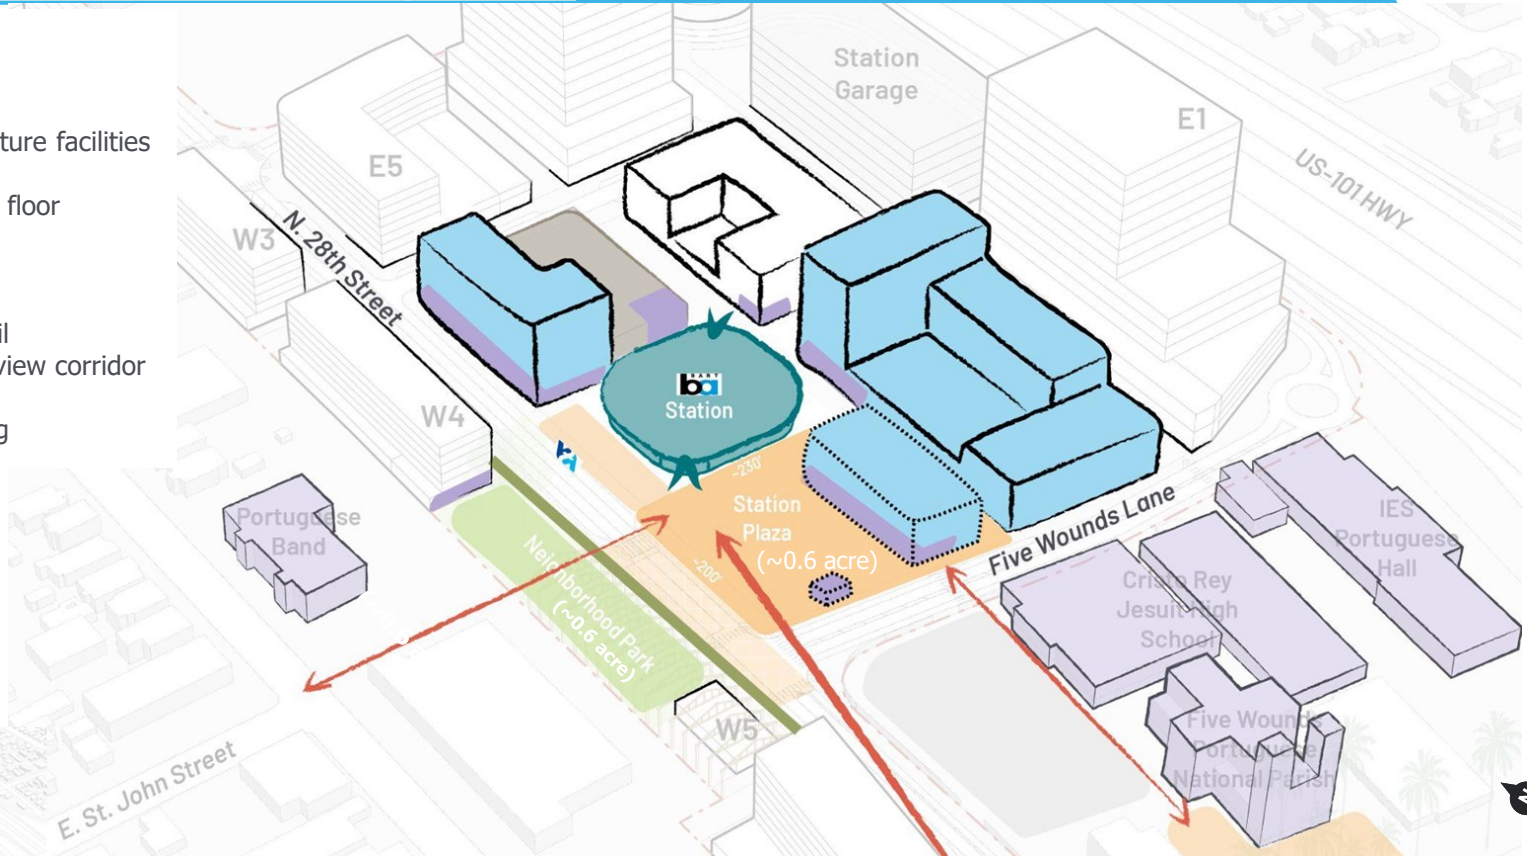 ture facilities
floor
il
view corridor
g
Station
Garage
E1
US-101 HWY
E5
W3
N. 28th Street
BART
ba
Station
W4
~230'
Station
Plaza
(~0.6 acre)
~200'
Five Wounds Lane
Portuguese
Band
Neighborhood Park
(~0.6 acre)
IES
Portuguese
Hall
Cristo Rey
Jesuit High
School
Five Wounds
Portuguese
National Parish
W5
E. St. John Street